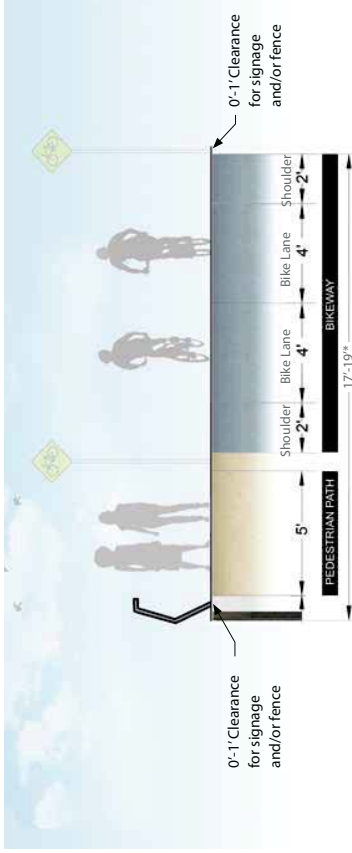 0'-1' Clearance
for signage
and/or fence
5'
PEDESTRIAN PATH
Shoulder
2'
Bike Lane
4'
Bike Lane
4'
Shoulder
2'
BIKEWAY
17'-19'*
0'-1' Clearance
for signage
and/or fence